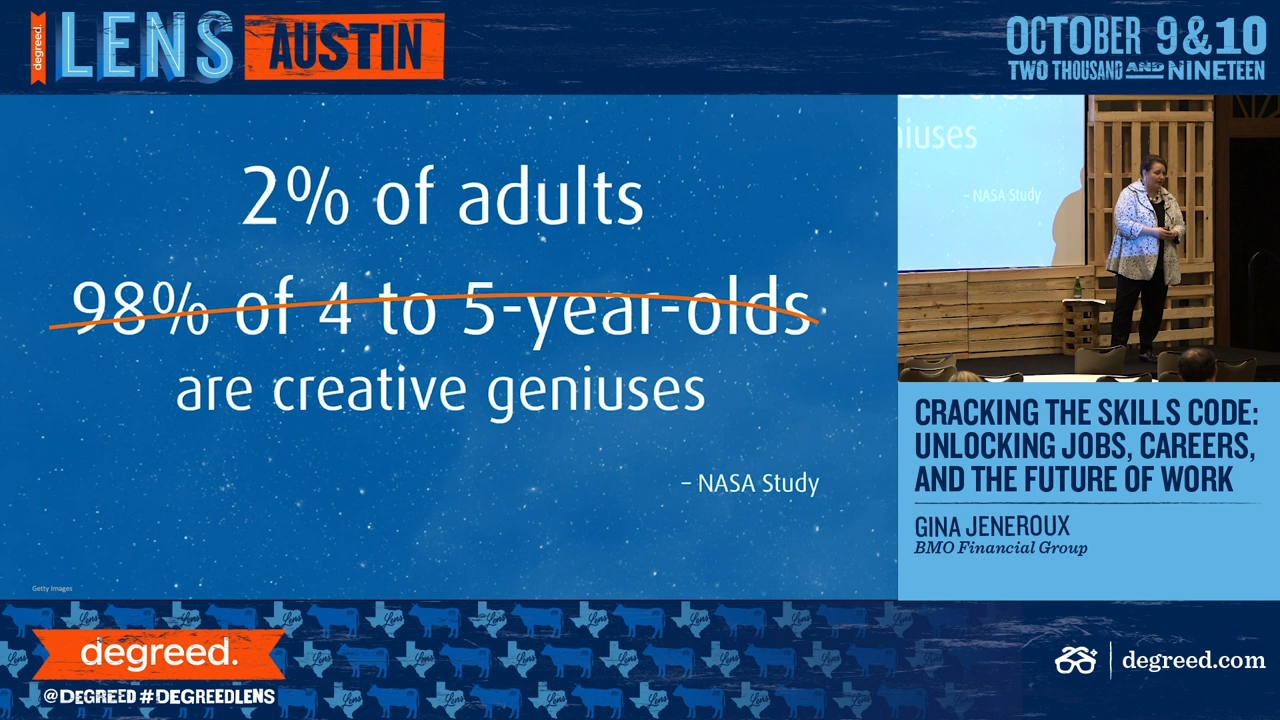 degreed.
LENS
AUSTIN
OCTOBER 9&10
TWO THOUSAND AND NINETEEN
2% of adults
98% of 4 to 5-year-olds
are creative geniuses
– NASA Study
Getty Images
niuses
– NASA Study
CRACKING THE SKILLS CODE:
UNLOCKING JOBS, CAREERS,
AND THE FUTURE OF WORK
GINA JENEROUX
BMO Financial Group
Lens
degreed.
@DEGREED #DEGREEDLENS
degreed.com